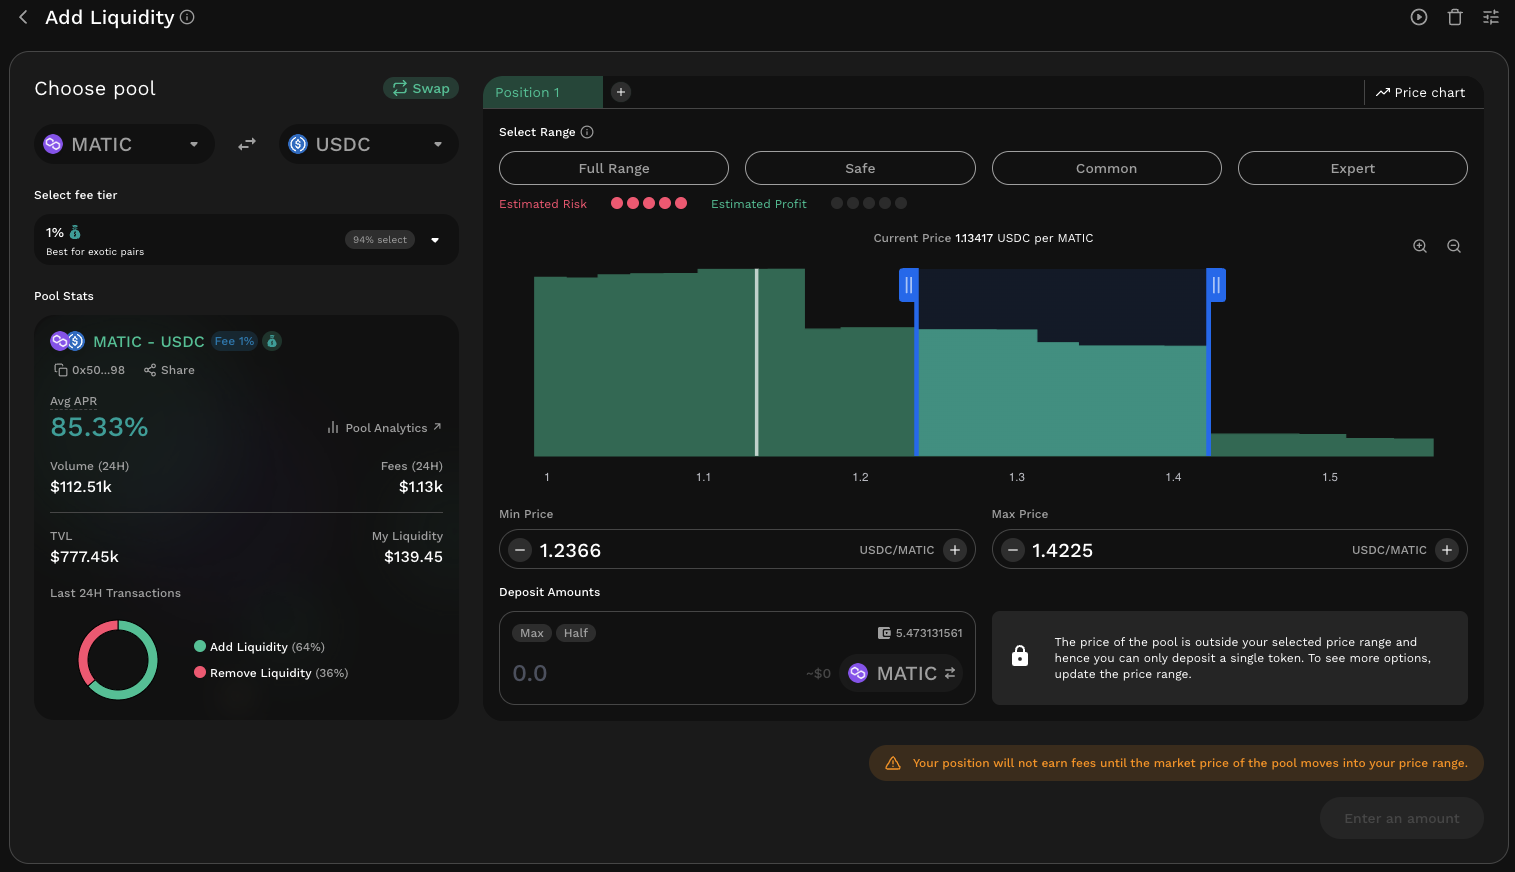 Add Liquidity
Choose pool
Swap
MATIC
USDC
Select fee tier
1%
Best for exotic pairs
94% select
Pool Stats
MATIC - USDC
Fee 1%
0x50...98
Share
Avg APR
85.33%
Pool Analytics
Volume (24H)
Fees (24H)
$112.51k
$1.13k
TVL
My Liquidity
$777.45k
$139.45
Last 24H Transactions
Add Liquidity (64%)
Remove Liquidity (36%)
Position 1
Price chart
Select Range
Full Range
Safe
Common
Expert
Estimated Risk
Estimated Profit
Current Price 1.13417 USDC per MATIC
1
1.1
1.2
1.3
1.4
1.5
Min Price
Max Price
1.2366
USDC/MATIC
1.4225
USDC/MATIC
Deposit Amounts
Max
Half
5.473131561
0.0
~$0
MATIC
The price of the pool is outside your selected price range and
hence you can only deposit a single token. To see more options,
update the price range.
Your position will not earn fees until the market price of the pool moves into your price range.
Enter an amount